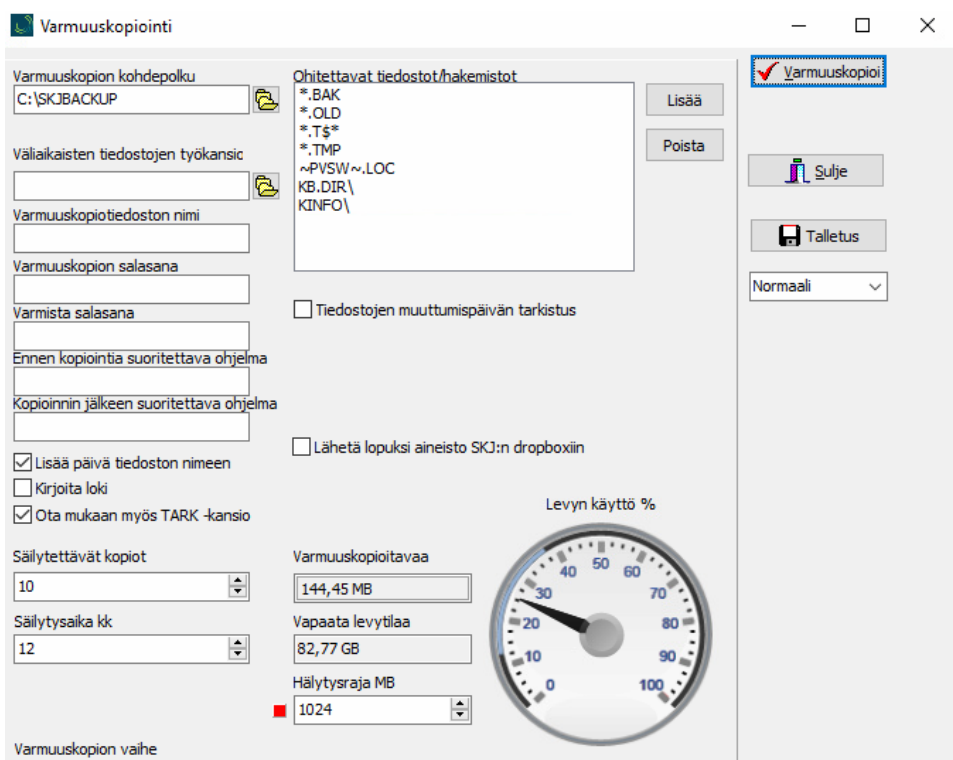 Varmuuskopiointi
Varmuuskopion kohdepolku
C:\SKJBACKUP
Väliaikaisten tiedostojen työkansic
Varmuuskopiotiedoston nimi
Varmuuskopion salasana
Varmista salasana
Ennen kopiointia suoritettava ohjelma
Kopioinnin jälkeen suoritettava ohjelma
Lisää päivä tiedoston nimeen
Kirjoita loki
Ota mukaan myös TARK -kansio
Säilytettävät kopiot
10
Säilytysaika kk
12
Varmuuskopion vaihe
Ohitettavat tiedostot/hakemistot
*.BAK
*.OLD
*.T$*
*.TMP
~PVSW~.LOC
KB.DIR\
KINFO\
Lisää
Poista
Tiedostojen muuttumispäivän tarkistus
Lähetä lopuksi aineisto SKJ:n dropboxiin
Varmuuskopioitavaa
144,45 MB
Vapaata levytilaa
82,77 GB
Hälytysraja MB
1024
Levyn käyttö %
0
10
20
30
40
50
60
70
80
90
100
Varmuuskopioi
Sulje
Talletus
Normaali